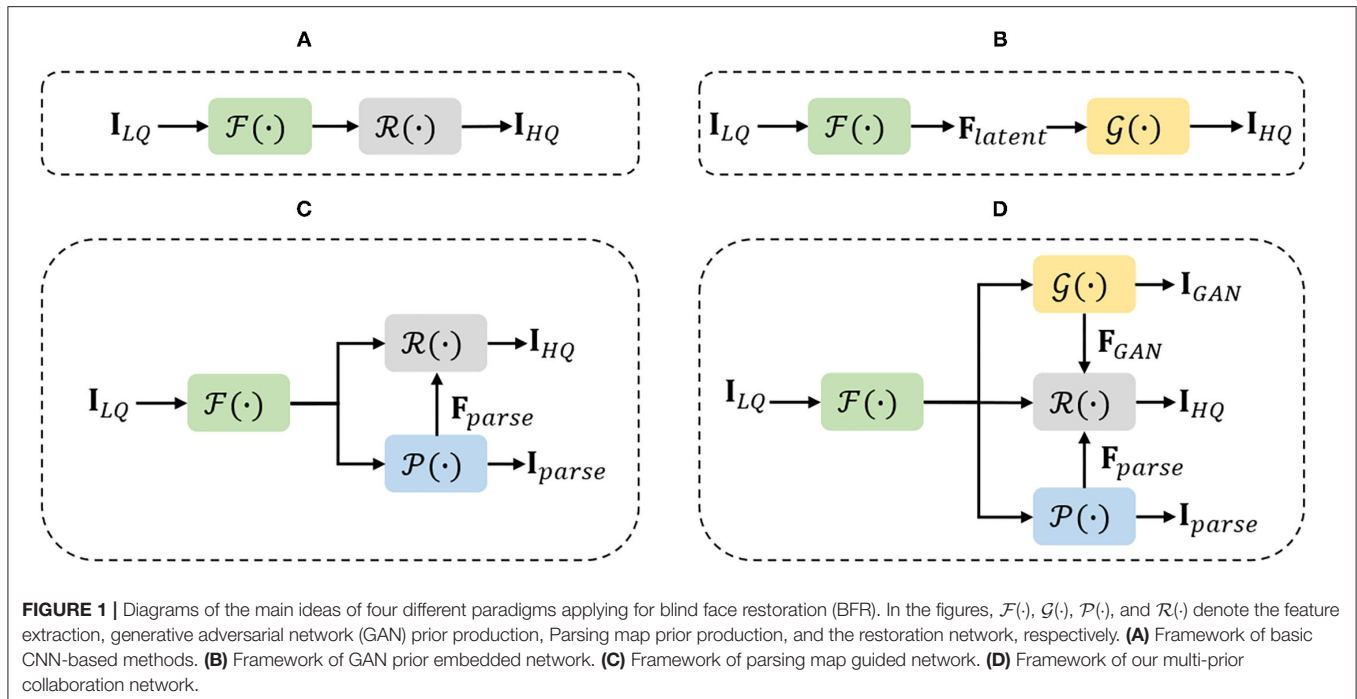 A
I_LQ F(·) R(·) I_HQ
B
I_LQ F(·) F_latent G(·) I_HQ
C
R(·) I_HQ
I_LQ F(·) F_parse
P(·) I_parse
D
G(·) I_GAN
F_GAN
I_LQ F(·) R(·) I_HQ
F_parse
P(·) I_parse
FIGURE 1 | Diagrams of the main ideas of four different paradigms applying for blind face restoration (BFR). In the figures, F(·), G(·), P(·), and R(·) denote the feature
extraction, generative adversarial network (GAN) prior production, Parsing map prior production, and the restoration network, respectively. (A) Framework of basic
CNN-based methods. (B) Framework of GAN prior embedded network. (C) Framework of parsing map guided network. (D) Framework of our multi-prior
collaboration network.